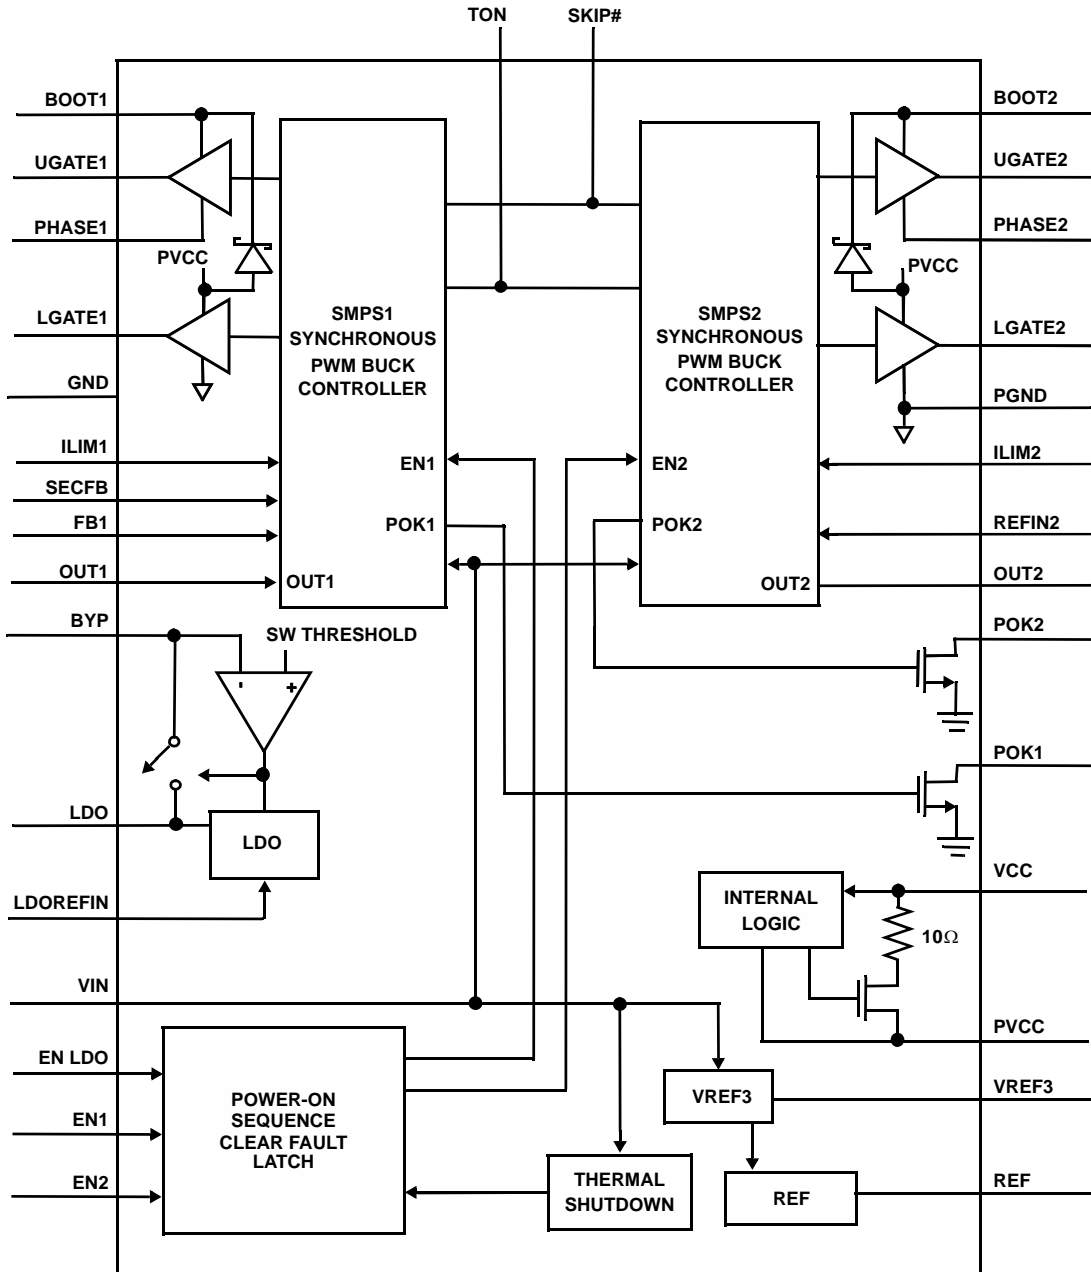 TON
SKIP#
BOOT1
UGATE1
PHASE1
PVCC
LGATE1
GND
ILIM1
SECFB
FB1
OUT1
BYP
LDO
LDOREFIN
VIN
EN LDO
EN1
EN2
SMPS1
SYNCHRONOUS
PWM BUCK
CONTROLLER
EN1
POK1
OUT1
SMPS2
SYNCHRONOUS
PWM BUCK
CONTROLLER
EN2
POK2
OUT2
PVCC
BOOT2
UGATE2
PHASE2
LGATE2
PGND
ILIM2
REFIN2
OUT2
POK2
POK1
VCC
PVCC
VREF3
REF
SW THRESHOLD
- +
LDO
INTERNAL
LOGIC
10Ω
POWER-ON
SEQUENCE
CLEAR FAULT
LATCH
THERMAL
SHUTDOWN
VREF3
REF